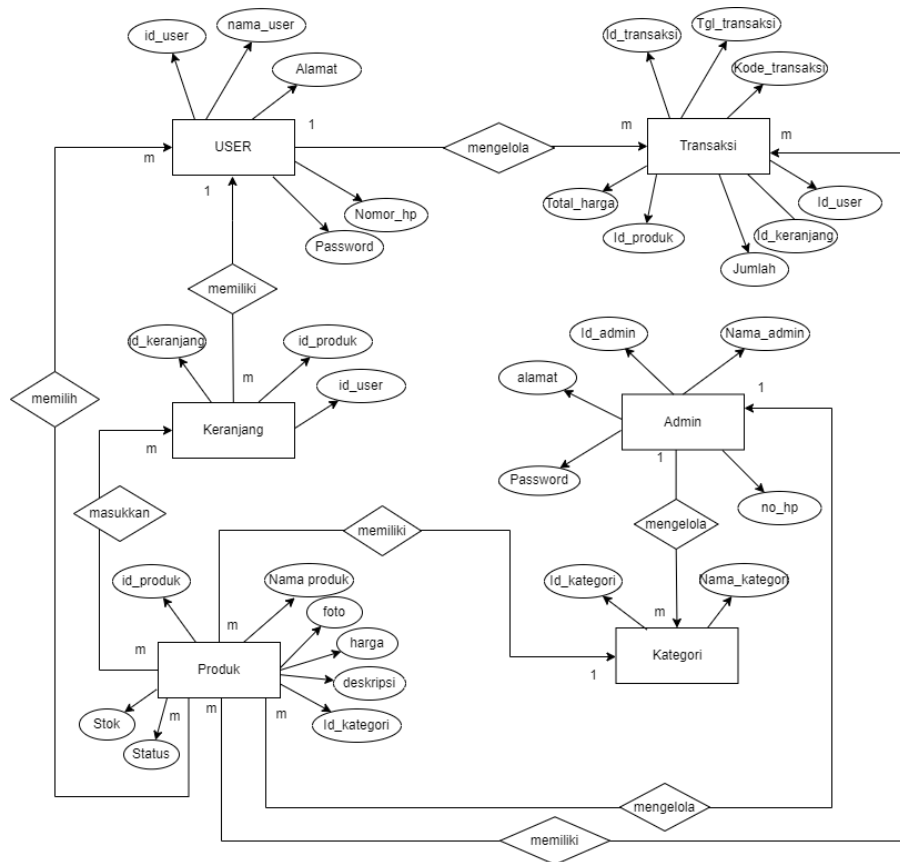 id_user
nama_user
Alamat
USER
1
m
1
Nomor_hp
Password
mengelola
Id_transaksi
Tgl_transaksi
Kode_transaksi
m
Transaksi
m
Total_harga
Id_produk
Id_user
Id_keranjang
Jumlah
memiliki
id_keranjang
id_produk
id_user
m
Keranjang
m
memilih
masukkan
Id_admin
Nama_admin
alamat
1
Admin
1
Password
no_hp
mengelola
memiliki
id_produk
Nama produk
foto
harga
deskripsi
Id_kategori
m
m
Produk
m
m
m
Stok
Status
Id_kategori
Nama_kategori
m
Kategori
1
mengelola
memiliki